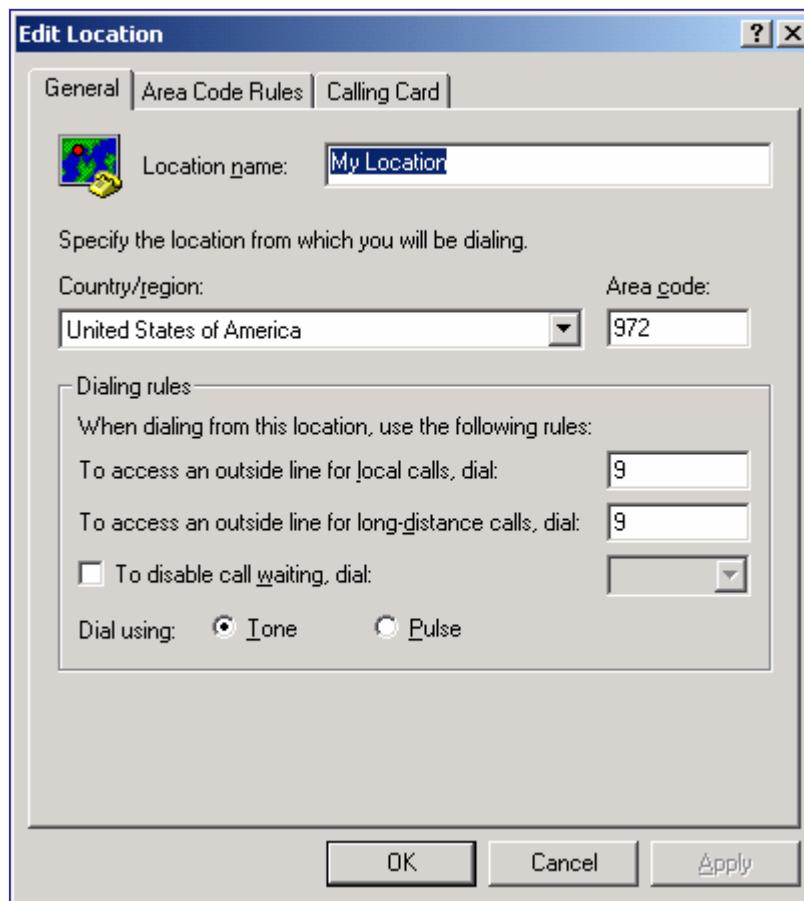 Edit Location
General Area Code Rules Calling Card
Location name: My Location
Specify the location from which you will be dialing.
Country/region: Area code:
United States of America 972
Dialing rules
When dialing from this location, use the following rules:
To access an outside line for local calls, dial: 9
To access an outside line for long-distance calls, dial: 9
To disable call waiting, dial:
Dial using: Tone Pulse
OK Cancel Apply